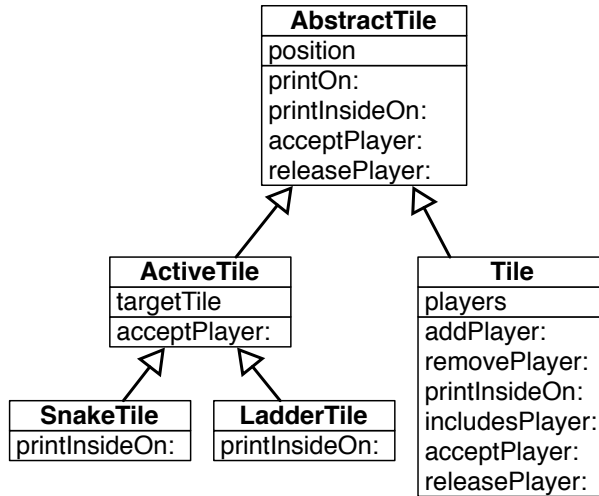 AbstractTile
position
printOn:
printInsideOn:
acceptPlayer:
releasePlayer:
ActiveTile
targetTile
acceptPlayer:
Tile
players
addPlayer:
removePlayer:
printInsideOn:
includesPlayer:
acceptPlayer:
releasePlayer:
SnakeTile
printInsideOn:
LadderTile
printInsideOn: